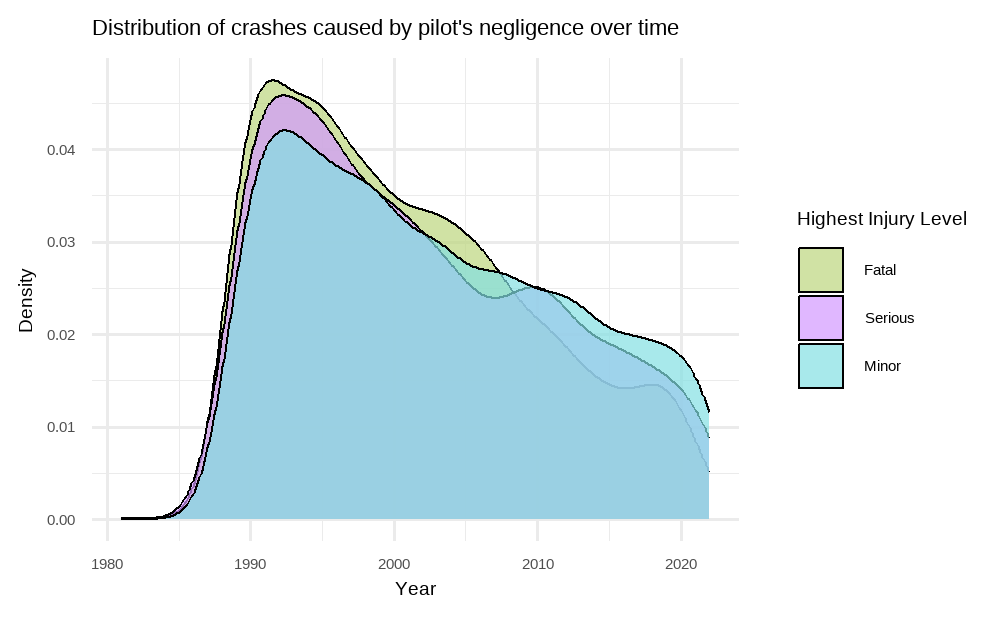 Distribution of crashes caused by pilot's negligence over time
Density
0.04
0.03
0.02
0.01
0.00
1980 1990 2000 2010 2020
Year
Highest Injury Level
Fatal
Serious
Minor